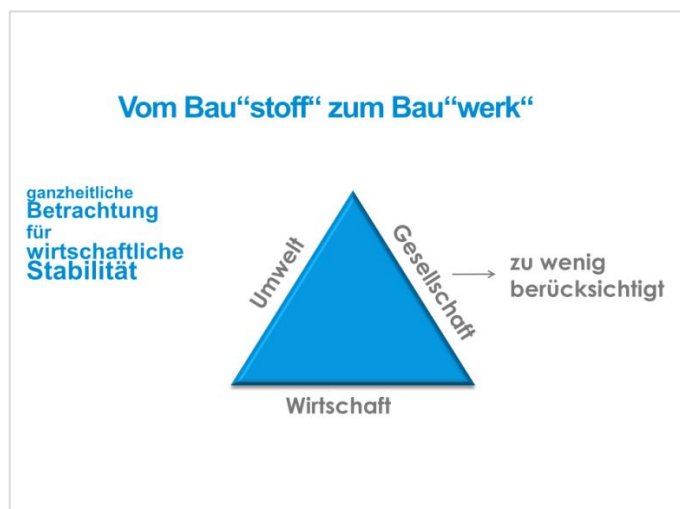 Vom Bau“stoff“ zum Bau“werk“
ganzheitliche
Betrachtung
für
wirtschaftliche
Stabilität
Umwelt
Gesellschaft
zu wenig
berücksichtigt
Wirtschaft